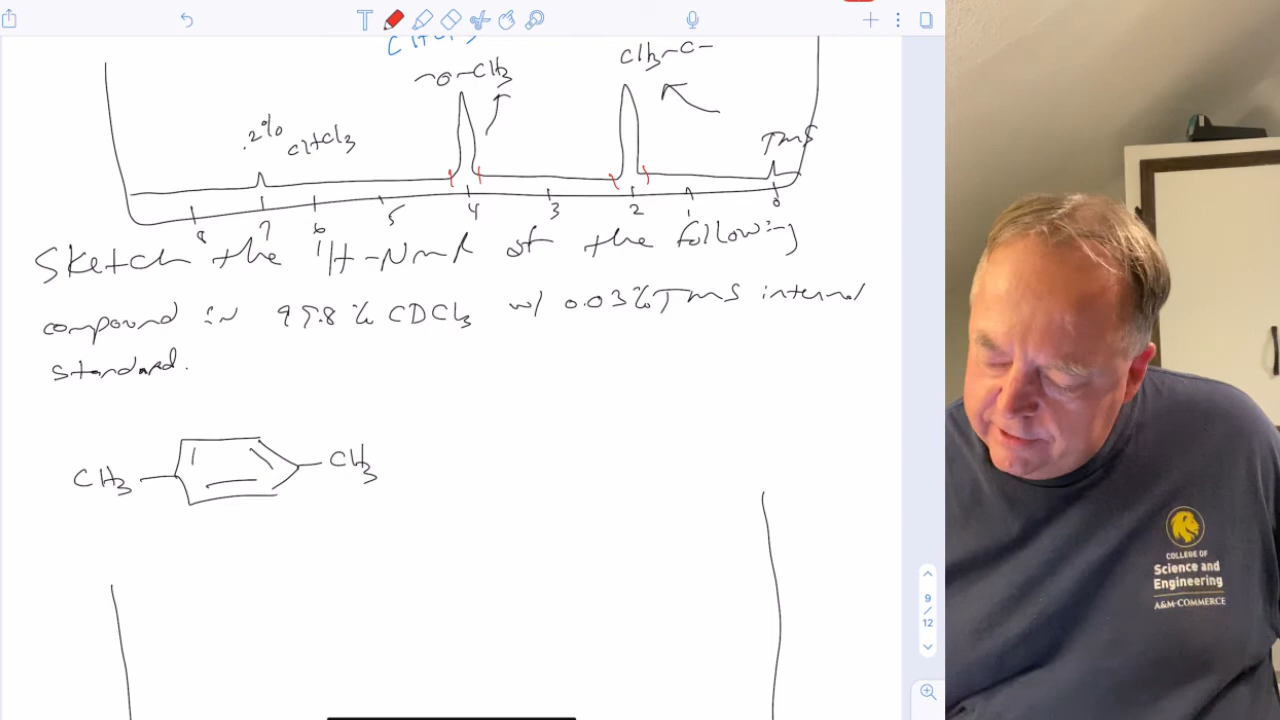 -O-CH3
CH3-C-
.2%
CHCl3
TMS
8 7 6 5 4 3 2 1 0
Sketch the 1H-NMR of the following
compound in 99.8% CDCl3 w/ 0.03% TMS internal
standard.
CH3
CH3
9
/
12
COLLEGE OF
Science and
Engineering
A&M-COMMERCE